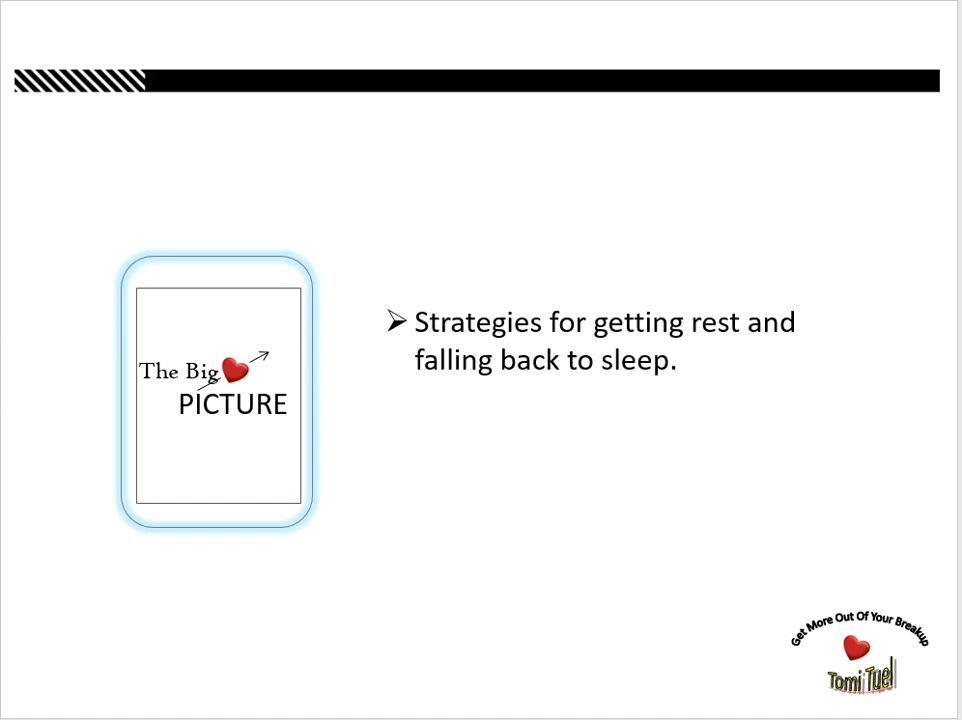 The Big
PICTURE
Strategies for getting rest and
falling back to sleep.
Get More Out Of Your Breakup
Tomi Tuel